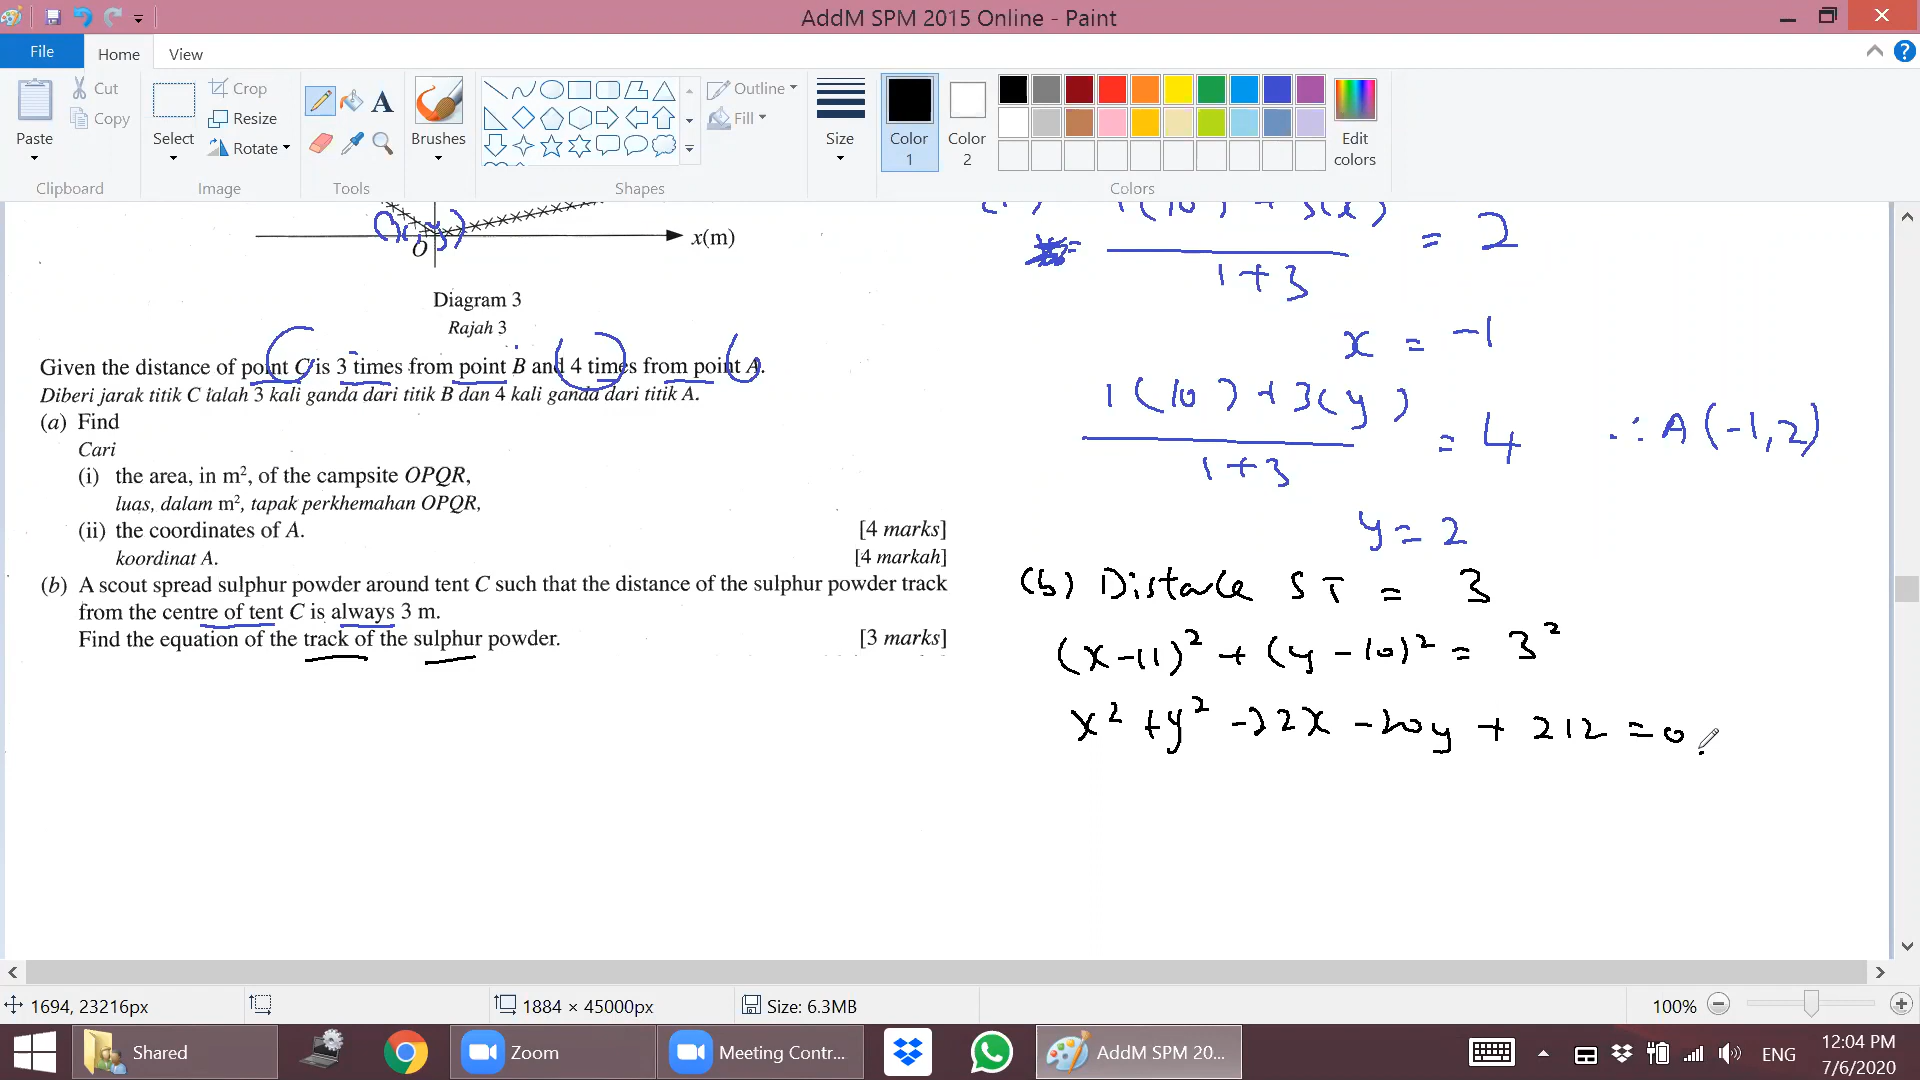 AddM SPM 2015 Online - Paint
File
Home
View
Paste
Cut
Copy
Clipboard
Select
Crop
Resize
Rotate
Image
A
Tools
Brushes
Shapes
Outline
Fill
Size
Color 1
Color 2
Edit colors
Colors
(x, y)
O
x(m)
Diagram 3
Rajah 3
Given the distance of point C is 3 times from point B and 4 times from point A.
Diberi jarak titik C ialah 3 kali ganda dari titik B dan 4 kali ganda dari titik A.
(a) Find
Cari
(i) the area, in m², of the campsite OPQR,
luas, dalam m², tapak perkhemahan OPQR,
(ii) the coordinates of A. [4 marks]
koordinat A. [4 markah]
(b) A scout spread sulphur powder around tent C such that the distance of the sulphur powder track
from the centre of tent C is always 3 m.
Find the equation of the track of the sulphur powder. [3 marks]
= 2
1+3
x = -1
1(10) + 3(y)
= 4
1+3
∴ A(-1,2)
y = 2
(b) Distance ST = 3
(x-11)² + (y-10)² = 3²
x² + y² -22x -20y + 212 = 0
1694, 23216px
1884 × 45000px
Size: 6.3MB
100%
Shared
Zoom
Meeting Contr...
AddM SPM 20...
ENG
12:04 PM
7/6/2020